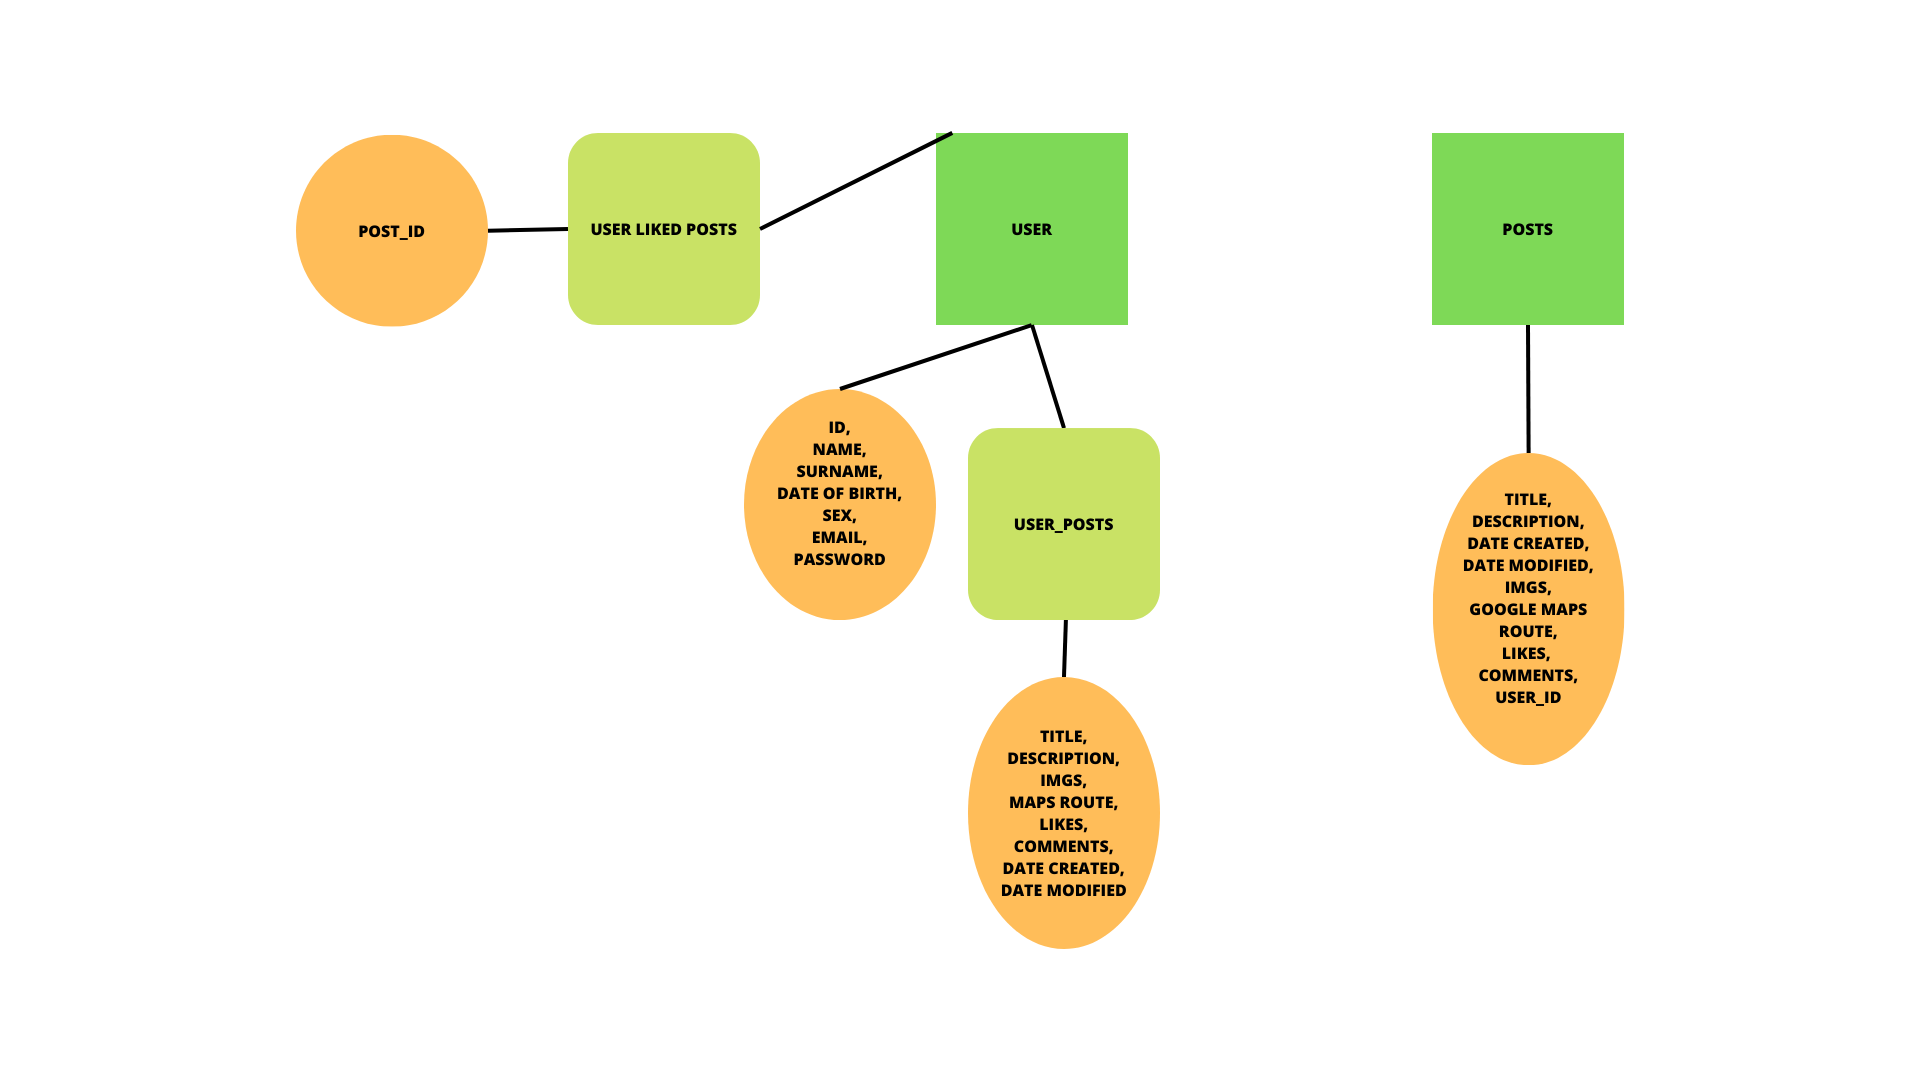 POST_ID
USER LIKED POSTS
USER
POSTS
ID,
NAME,
SURNAME,
DATE OF BIRTH,
SEX,
EMAIL,
PASSWORD
USER_POSTS
TITLE,
DESCRIPTION,
IMGS,
MAPS ROUTE,
LIKES,
COMMENTS,
DATE CREATED,
DATE MODIFIED
TITLE,
DESCRIPTION,
DATE CREATED,
DATE MODIFIED,
IMGS,
GOOGLE MAPS
ROUTE,
LIKES,
COMMENTS,
USER_ID